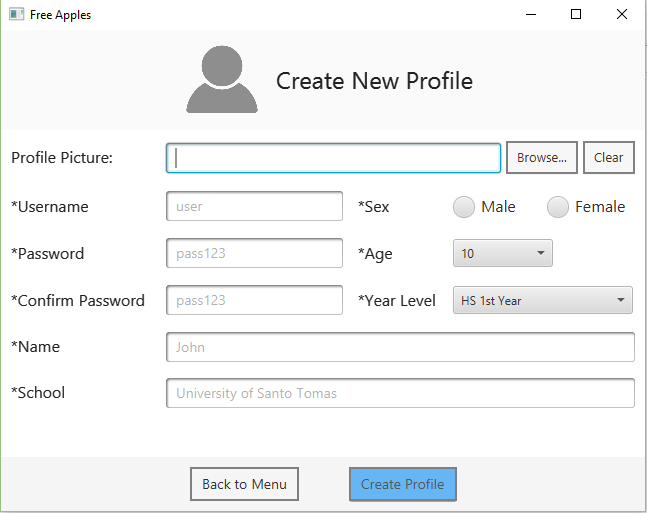 Free Apples
Create New Profile
Profile Picture: Browse... Clear
*Username user *Sex Male Female
*Password pass123 *Age 10
*Confirm Password pass123 *Year Level HS 1st Year
*Name John
*School University of Santo Tomas
Back to Menu Create Profile